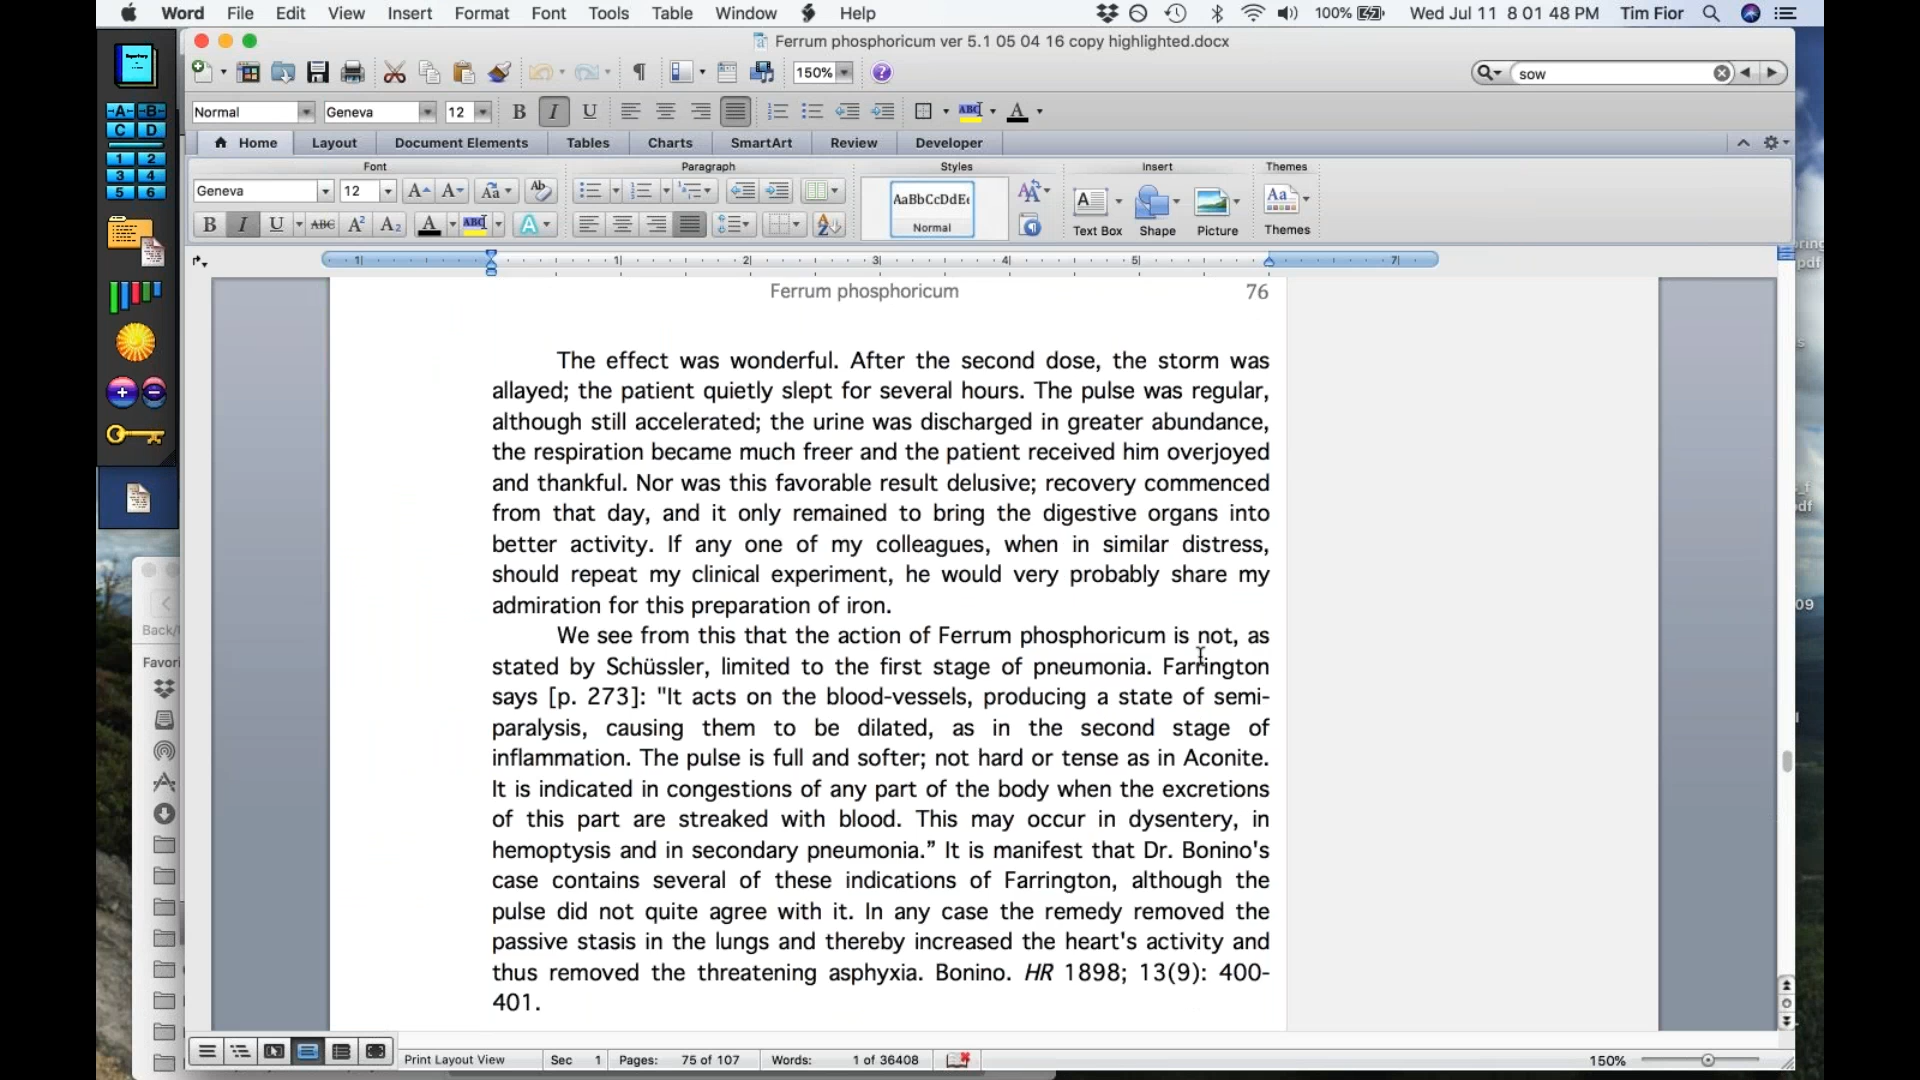 Word File Edit View Insert Format Font Tools Table Window Help 100% Wed Jul 11 8 01 48 PM Tim Fior
Ferrum phosphoricum ver 5.1 05 04 16 copy highlighted.docx
150% sow
Normal Geneva 12 B I U ABC A
Home Layout Document Elements Tables Charts SmartArt Review Developer
Font Paragraph Styles Insert Themes
Geneva 12 AaBbCcDdEe
B I U ABC Normal Text Box Shape Picture Themes
Ferrum phosphoricum 76
The effect was wonderful. After the second dose, the storm was
allayed; the patient quietly slept for several hours. The pulse was regular,
although still accelerated; the urine was discharged in greater abundance,
the respiration became much freer and the patient received him overjoyed
and thankful. Nor was this favorable result delusive; recovery commenced
from that day, and it only remained to bring the digestive organs into
better activity. If any one of my colleagues, when in similar distress,
should repeat my clinical experiment, he would very probably share my
admiration for this preparation of iron.
We see from this that the action of Ferrum phosphoricum is not, as
stated by Schüssler, limited to the first stage of pneumonia. Farrington
says [p. 273]: "It acts on the blood-vessels, producing a state of semi-
paralysis, causing them to be dilated, as in the second stage of
inflammation. The pulse is full and softer; not hard or tense as in Aconite.
It is indicated in congestions of any part of the body when the excretions
of this part are streaked with blood. This may occur in dysentery, in
hemoptysis and in secondary pneumonia.” It is manifest that Dr. Bonino's
case contains several of these indications of Farrington, although the
pulse did not quite agree with it. In any case the remedy removed the
passive stasis in the lungs and thereby increased the heart's activity and
thus removed the threatening asphyxia. Bonino. HR 1898; 13(9): 400-
401.
Print Layout View Sec 1 Pages: 75 of 107 Words: 1 of 36408 150%
A B
C D
1 2
3 4
5 6
Back/
Favori